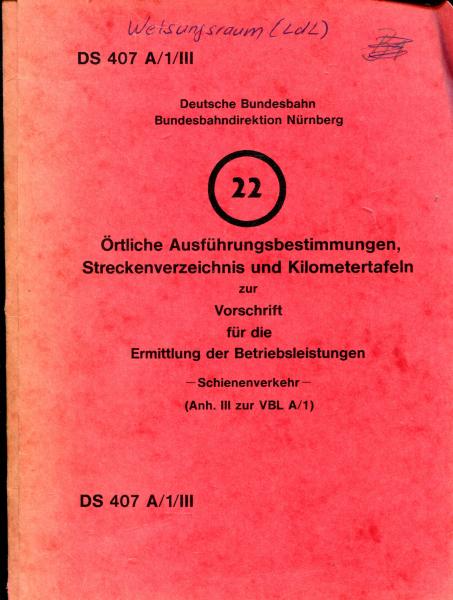 Weisungsraum (LdL)
DS 407 A/1/III
Deutsche Bundesbahn
Bundesbahndirektion Nürnberg
22
Örtliche Ausführungsbestimmungen,
Streckenverzeichnis und Kilometertafeln
zur
Vorschrift
für die
Ermittlung der Betriebsleistungen
—Schienenverkehr—
(Anh. III zur VBL A/1)
DS 407 A/1/III